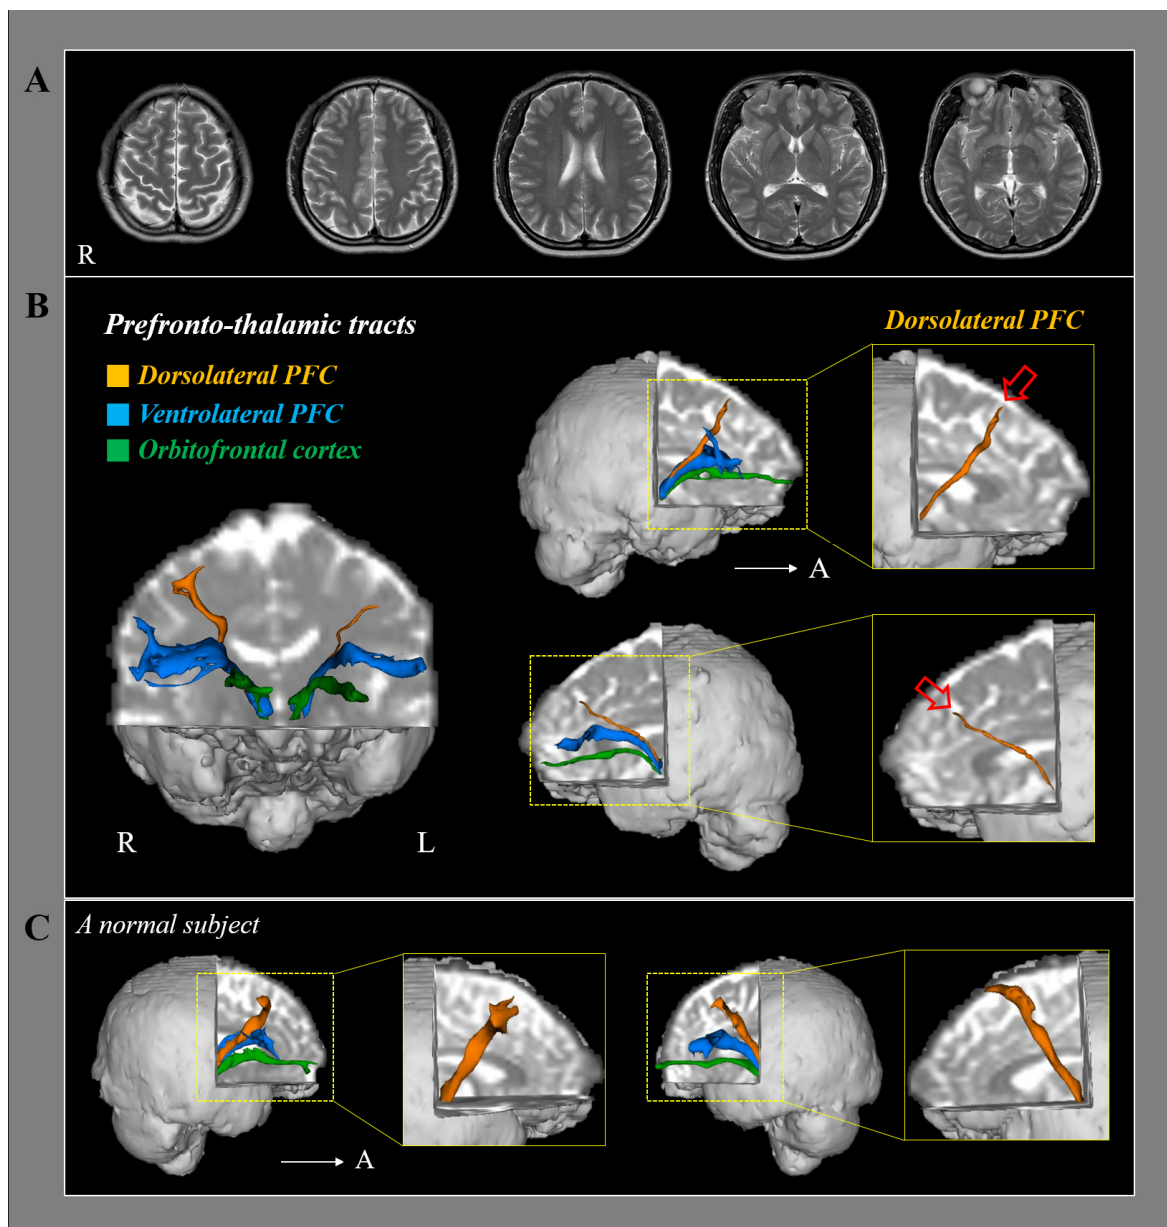 A
R
B
Prefronto-thalamic tracts
Dorsolateral PFC
Ventrolateral PFC
Orbitofrontal cortex
Dorsolateral PFC
A
R
L
C
A normal subject
A